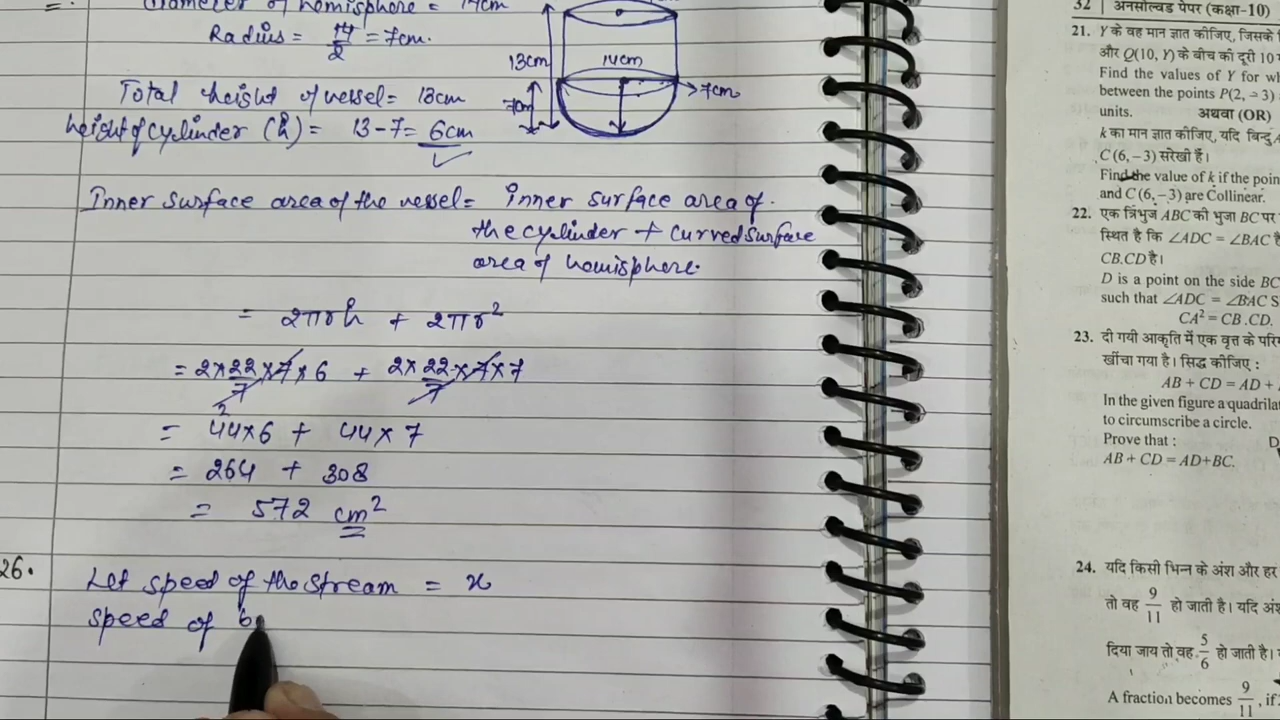 Diameter of hemisphere = 14cm
Radius = 14/2 = 7cm.
13cm
14cm
7cm
7cm
Total height of vessel = 13cm
height of cylinder (h) = 13-7 = 6cm
Inner surface area of the vessel = inner surface area of
the cylinder + curved surface
area of hemisphere.
= 2πrh + 2πr²
= 2×22/7×7×6 + 2×22/7×7×7
= 44×6 + 44×7
= 264 + 308
= 572 cm²
26. Let speed of the stream = x
speed of b
32 | अनसोल्वड पेपर (कक्षा-10)
21. Y के वह मान ज्ञात कीजिए, जिसके
और Q(10, Y) के बीच की दूरी 10
Find the values of Y for wh
between the points P(2, -3)
units. अथवा (OR)
k का मान ज्ञात कीजिए, यदि बिन्दु
C (6, -3) सरेखी हैं।
Find the value of k if the poin
and C (6, -3) are Collinear.
22. एक त्रिभुज ABC की भुजा BC पर
स्थित है कि ∠ADC = ∠BAC है
CB.CD है।
D is a point on the side BC
such that ∠ADC = ∠BAC S
CA² = CB .CD.
23. दी गयी आकृति में एक वृत्त के परि
खींचा गया है। सिद्ध कीजिए :
AB + CD = AD +
In the given figure a quadrila
to circumscribe a circle.
Prove that : D
AB + CD = AD+BC.
24. यदि किसी भिन्न के अंश और हर
तो वह 9/11 हो जाती है। यदि अंश
दिया जाय तो वह 5/6 हो जाती है।
A fraction becomes 9/11, if